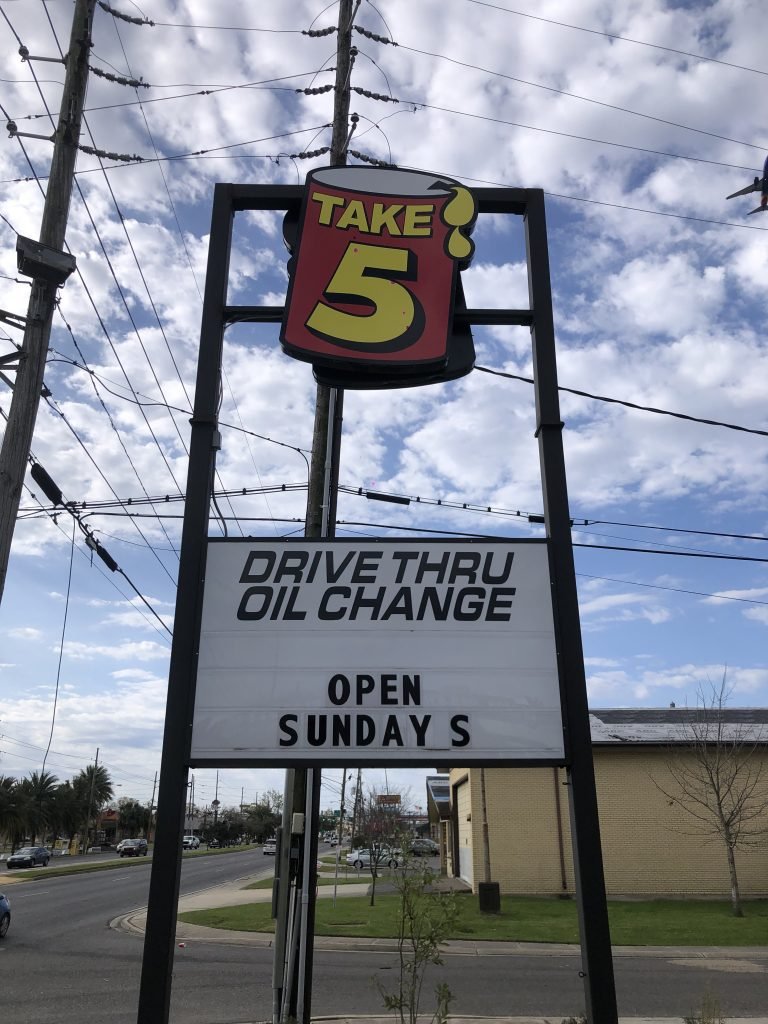 TAKE
5
DRIVE THRU
OIL CHANGE
OPEN
SUNDAY S